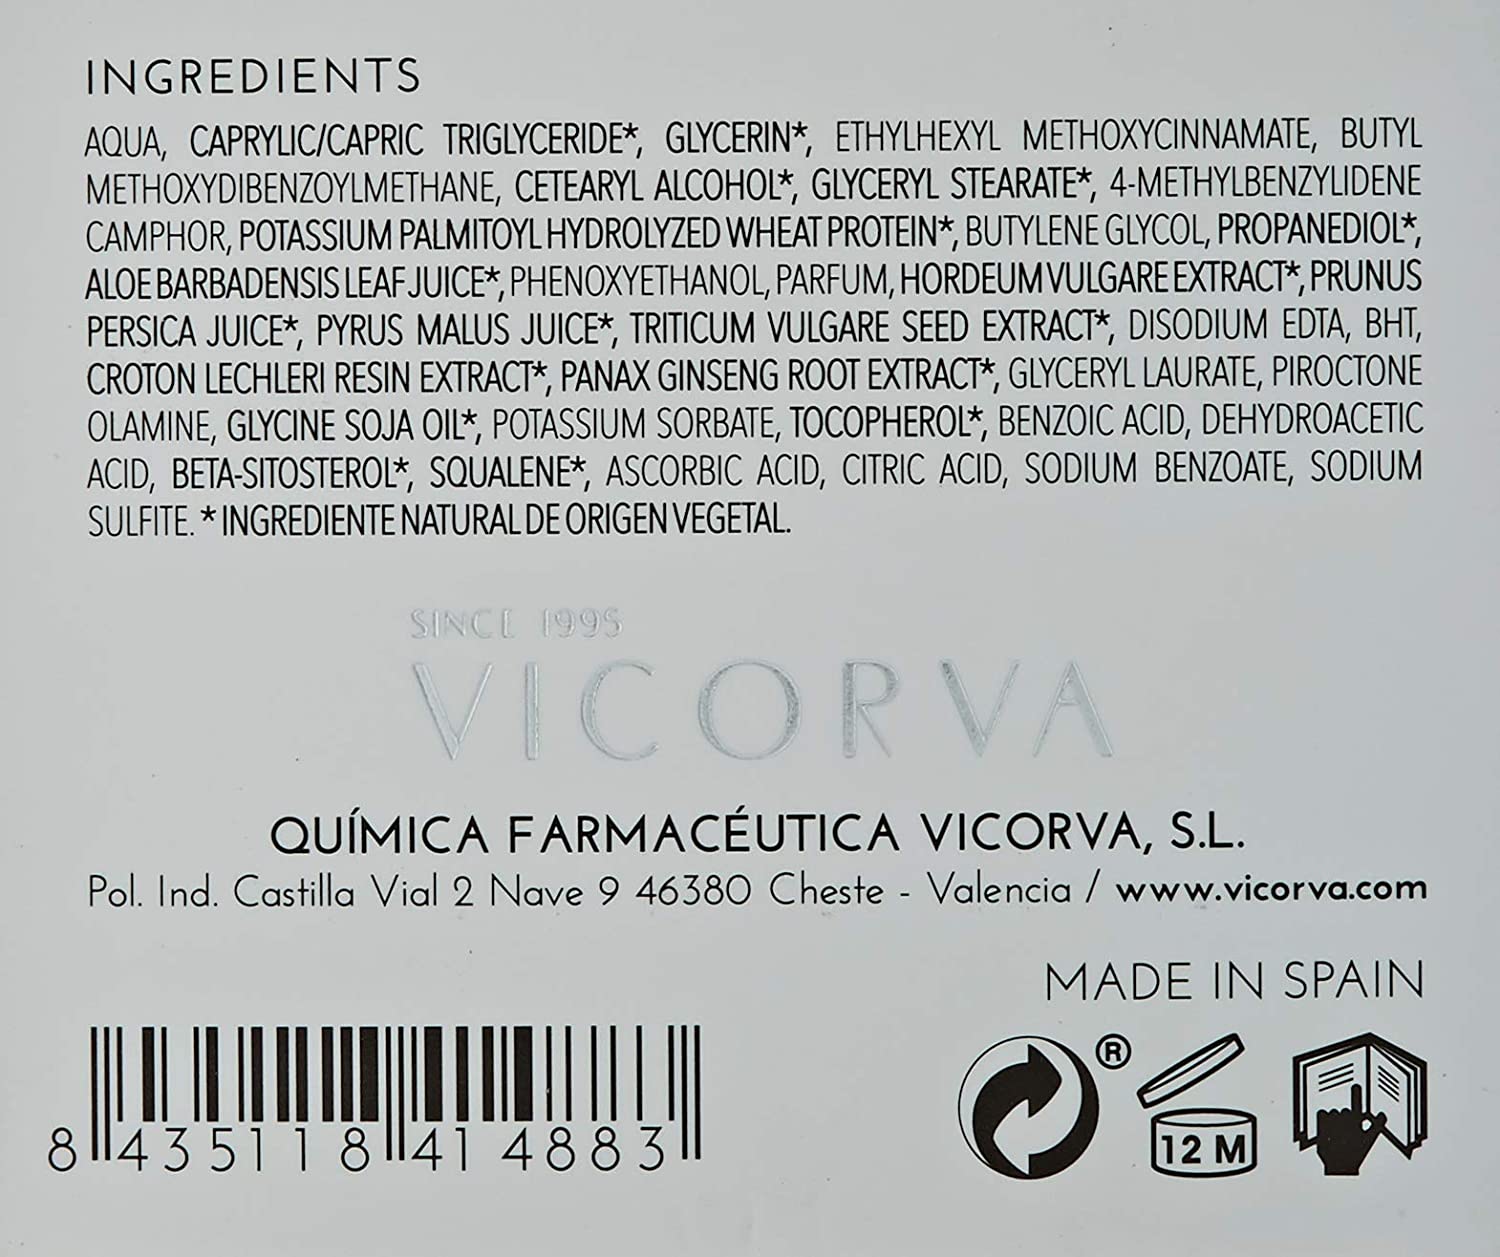 INGREDIENTS
AQUA, CAPRYLIC/CAPRIC TRIGLYCERIDE*, GLYCERIN*, ETHYLHEXYL METHOXYCINNAMATE, BUTYL
METHOXYDIBENZOYLMETHANE, CETEARYL ALCOHOL*, GLYCERYL STEARATE*, 4-METHYLBENZYLIDENE
CAMPHOR, POTASSIUM PALMITOYL HYDROLYZED WHEAT PROTEIN*, BUTYLENE GLYCOL, PROPANEDIOL*,
ALOE BARBADENSIS LEAF JUICE*, PHENOXYETHANOL, PARFUM, HORDEUM VULGARE EXTRACT*, PRUNUS
PERSICA JUICE*, PYRUS MALUS JUICE*, TRITICUM VULGARE SEED EXTRACT*, DISODIUM EDTA, BHT,
CROTON LECHLERI RESIN EXTRACT*, PANAX GINSENG ROOT EXTRACT*, GLYCERYL LAURATE, PIROCTONE
OLAMINE, GLYCINE SOJA OIL*, POTASSIUM SORBATE, TOCOPHEROL*, BENZOIC ACID, DEHYDROACETIC
ACID, BETA-SITOSTEROL*, SQUALENE*, ASCORBIC ACID, CITRIC ACID, SODIUM BENZOATE, SODIUM
SULFITE. * INGREDIENTE NATURAL DE ORIGEN VEGETAL.
SINCE 1995
VICORVA
QUÍMICA FARMACÉUTICA VICORVA, S.L.
Pol. Ind. Castilla Vial 2 Nave 9 46380 Cheste - Valencia / www.vicorva.com
MADE IN SPAIN
®
12 M
8 435118 414883